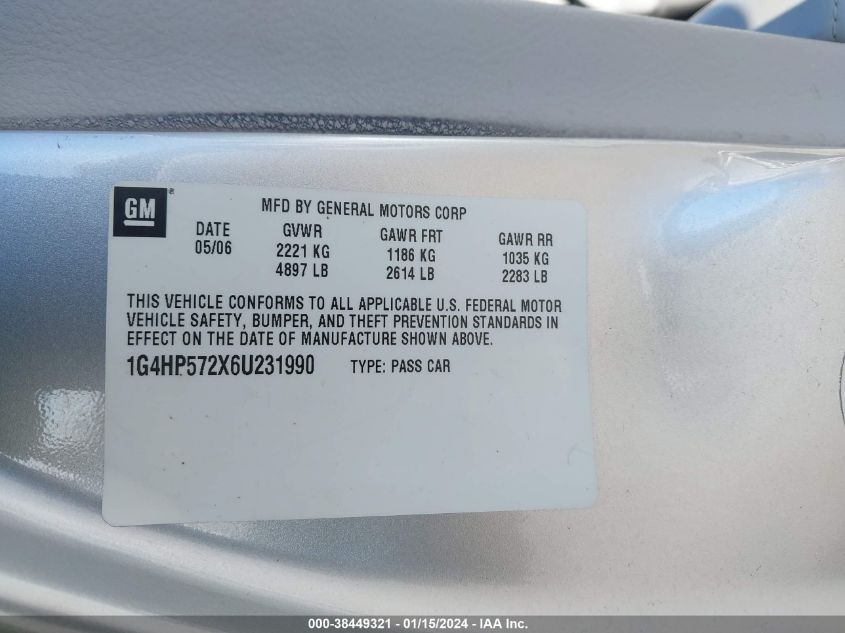 GM
MFD BY GENERAL MOTORS CORP
DATE GVWR GAWR FRT GAWR RR
05/06 2221 KG 1186 KG 1035 KG
4897 LB 2614 LB 2283 LB
THIS VEHICLE CONFORMS TO ALL APPLICABLE U.S. FEDERAL MOTOR
VEHICLE SAFETY, BUMPER, AND THEFT PREVENTION STANDARDS IN
EFFECT ON THE DATE OF MANUFACTURE SHOWN ABOVE.
1G4HP572X6U231990 TYPE: PASS CAR
000-38449321 - 01/15/2024 - IAA Inc.